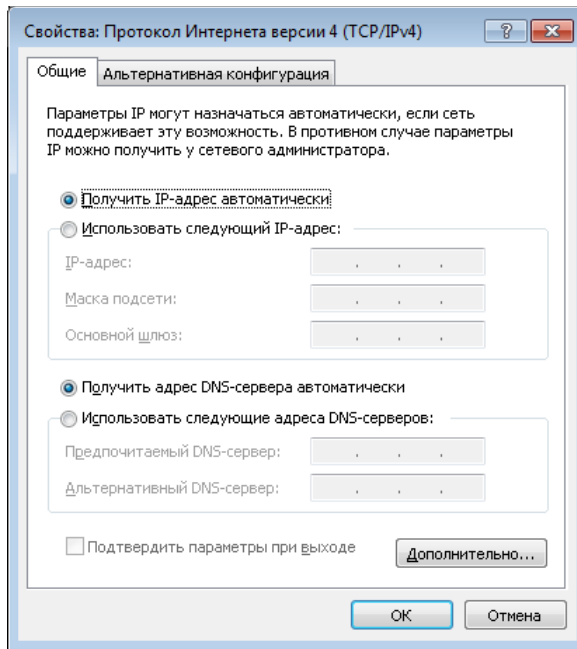 Свойства: Протокол Интернета версии 4 (TCP/IPv4)
Общие
Альтернативная конфигурация
Параметры IP могут назначаться автоматически, если сеть
поддерживает эту возможность. В противном случае параметры
IP можно получить у сетевого администратора.
Получить IP-адрес автоматически
Использовать следующий IP-адрес:
IP-адрес:
Маска подсети:
Основной шлюз:
Получить адрес DNS-сервера автоматически
Использовать следующие адреса DNS-серверов:
Предпочитаемый DNS-сервер:
Альтернативный DNS-сервер:
Подтвердить параметры при выходе
Дополнительно...
ОК
Отмена